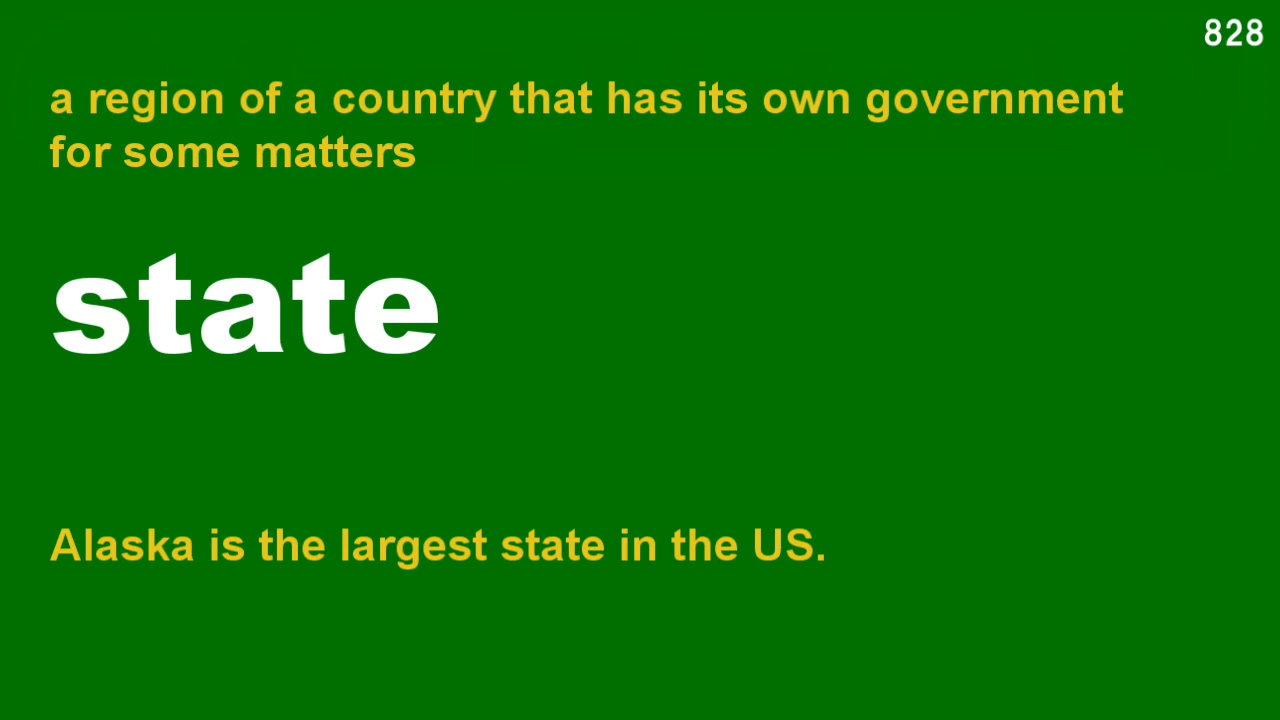 828
a region of a country that has its own government
for some matters
state
Alaska is the largest state in the US.